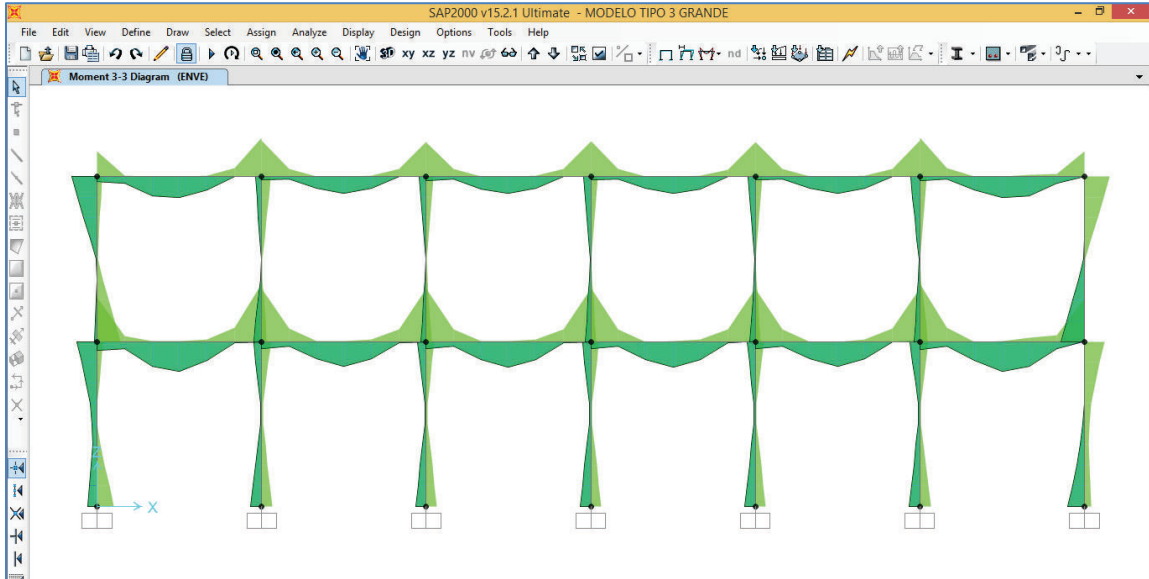 SAP2000 v15.2.1 Ultimate - MODELO TIPO 3 GRANDE
File Edit View Define Draw Select Assign Analyze Display Design Options Tools Help
3D xy xz yz nv nd
Moment 3-3 Diagram (ENVE)
X